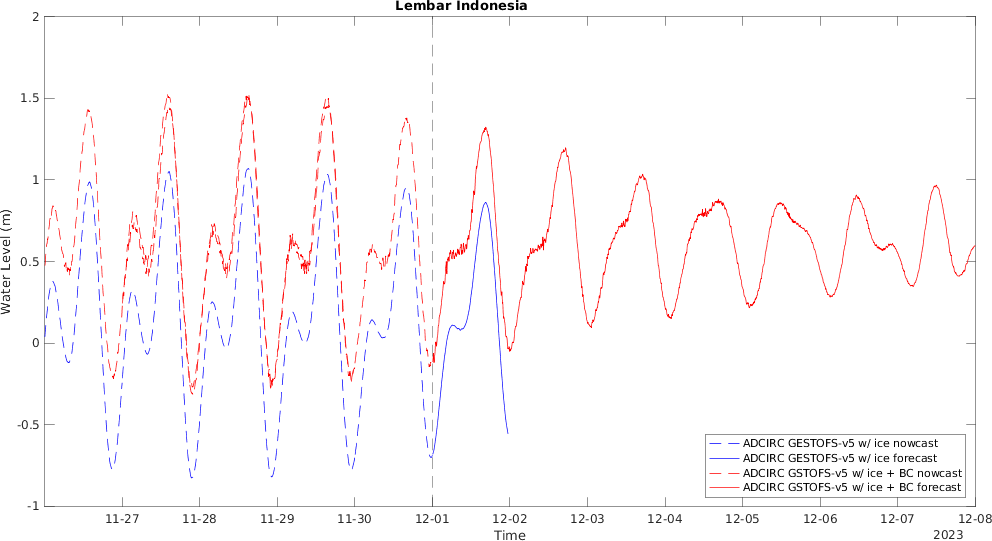 Lembar Indonesia
2
1.5
1
0.5
0
-0.5
-1
Water Level (m)
11-27 11-28 11-29 11-30 12-01 12-02 12-03 12-04 12-05 12-06 12-07 12-08
Time
2023
ADCIRC GESTOFS-v5 w/ ice nowcast
ADCIRC GESTOFS-v5 w/ ice forecast
ADCIRC GSTOFS-v5 w/ ice + BC nowcast
ADCIRC GSTOFS-v5 w/ ice + BC forecast